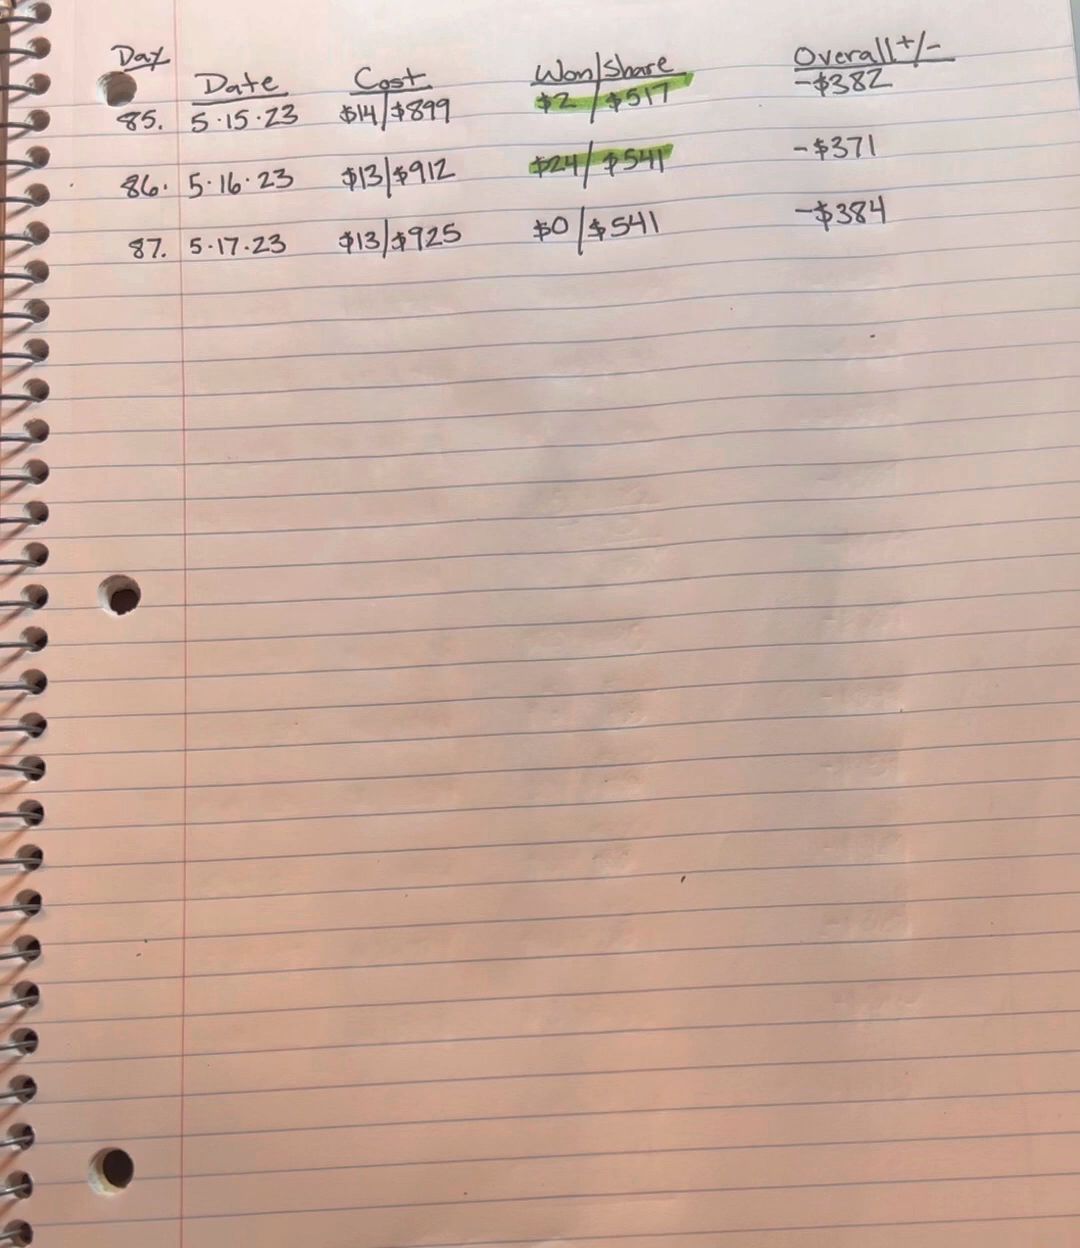 Day Date Cost Won/Share Overall +/-
85. 5·15·23 $14/$899 $2/$517 -$382
86. 5·16·23 $13/$912 $24/$541 -$371
87. 5·17·23 $13/$925 $0/$541 -$384